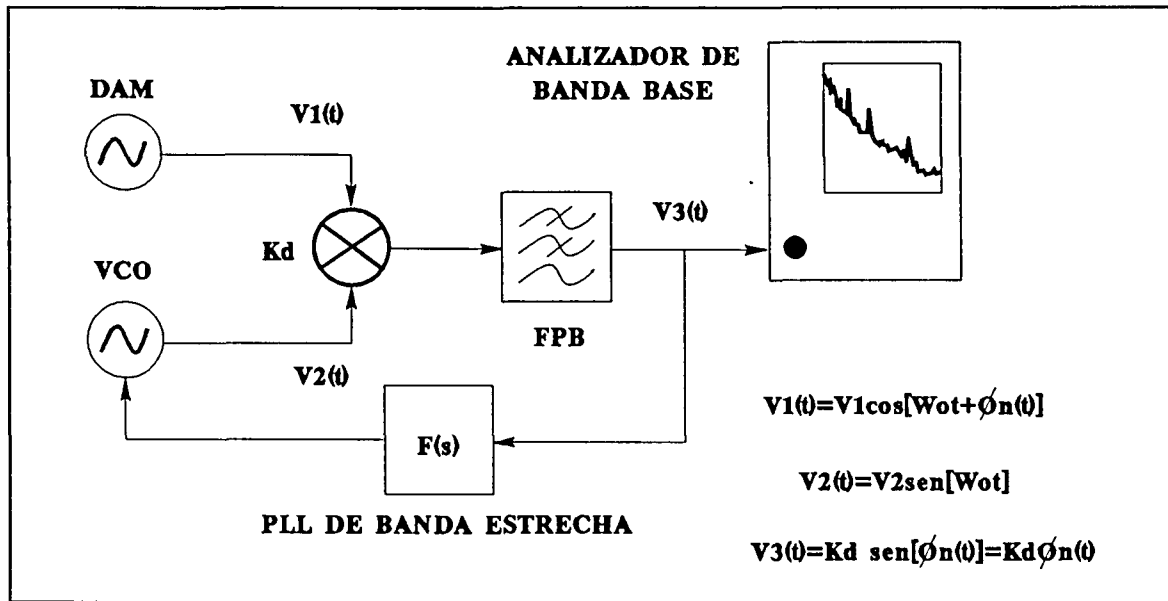 ANALIZADOR DE
BANDA BASE
DAM
V1(t)
Kd
V3(t)
VCO
FPB
V2(t)
F(s)
PLL DE BANDA ESTRECHA
V1(t)=V1cos[Wot+Øn(t)]
V2(t)=V2sen[Wot]
V3(t)=Kd sen[Øn(t)]=KdØn(t)